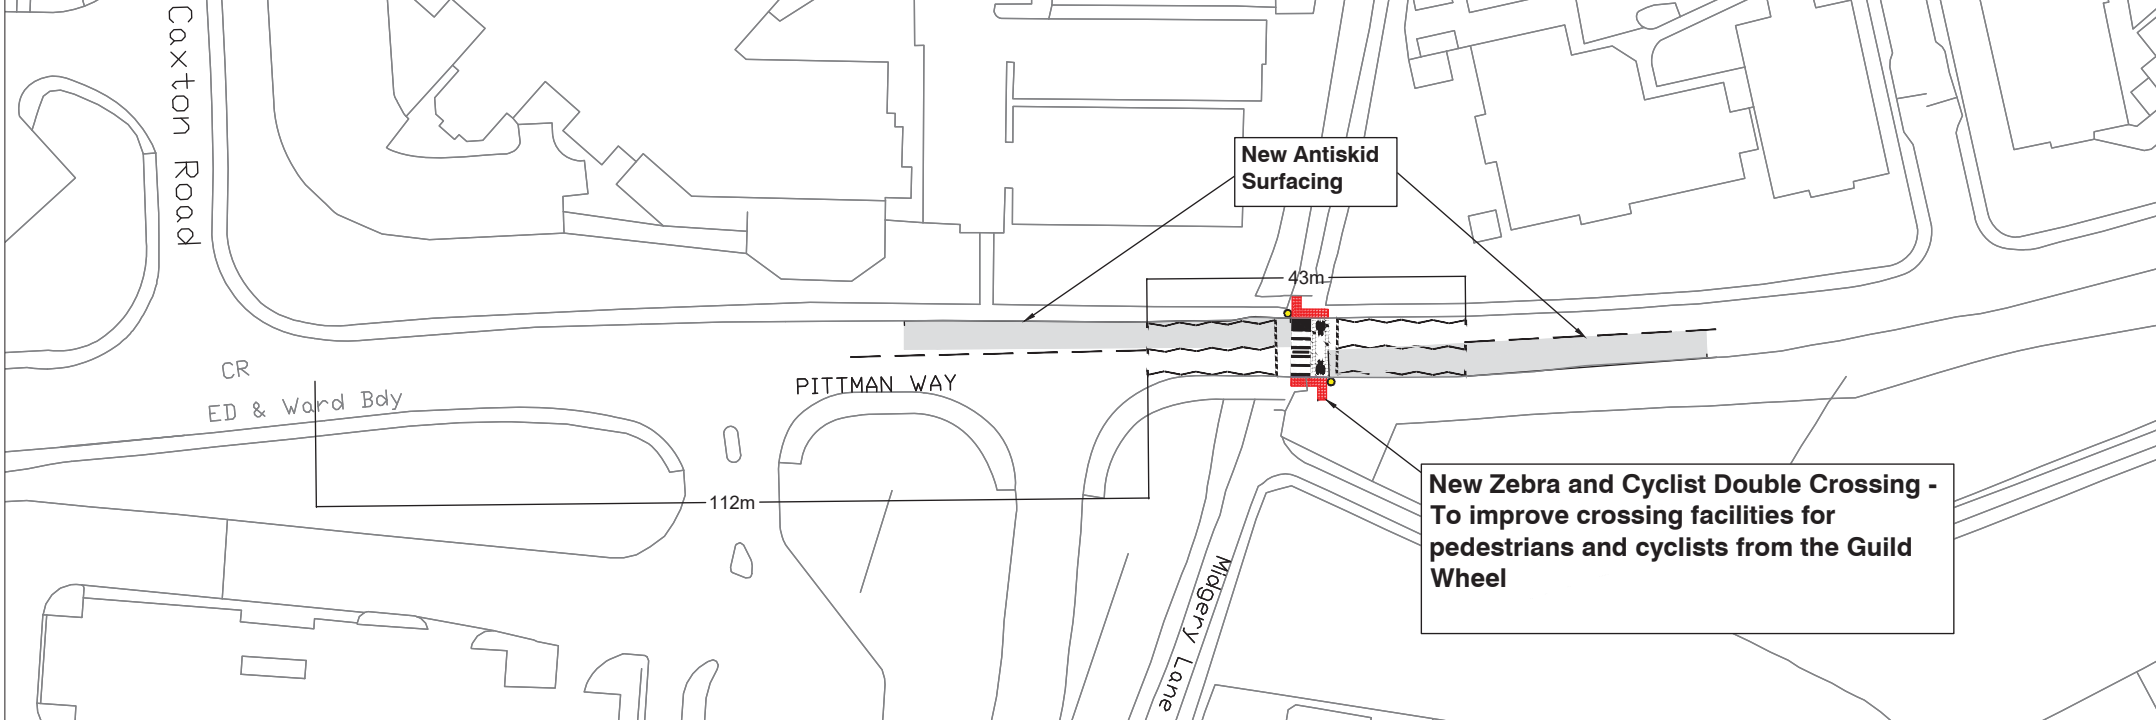 Caxton Road
New Antiskid
Surfacing
43m
CR
PITTMAN WAY
ED & Ward Bdy
112m
New Zebra and Cyclist Double Crossing -
To improve crossing facilities for
pedestrians and cyclists from the Guild
Wheel
Midgery Lane